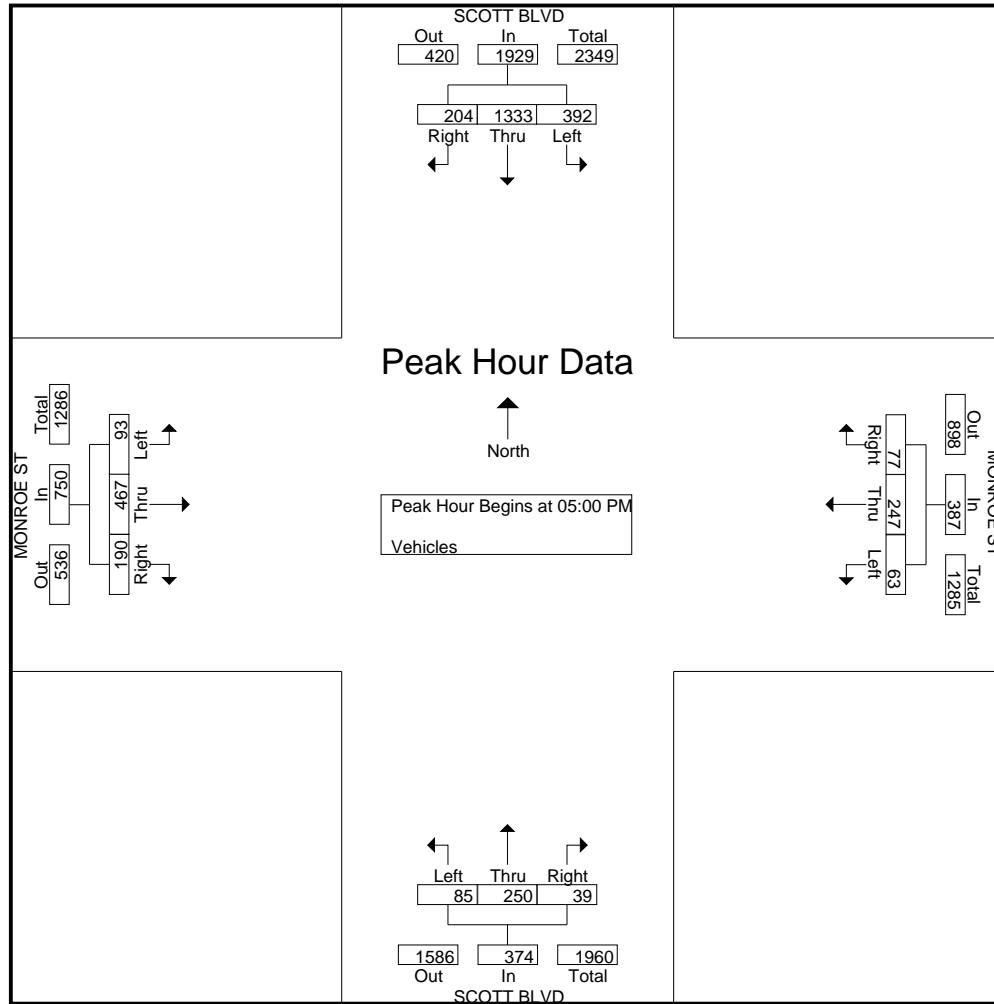 SCOTT BLVD
Out In Total
420 1929 2349
204 1333 392
Right Thru Left
Peak Hour Data
North
Peak Hour Begins at 05:00 PM
Vehicles
MONROE ST
Out In Total
536 750 1286
190 467 93
Right Thru Left
MONROE ST
Out In Total
898 387 1285
77 247 63
Right Thru Left
Left Thru Right
85 250 39
1586 374 1960
Out In Total
SCOTT BLVD